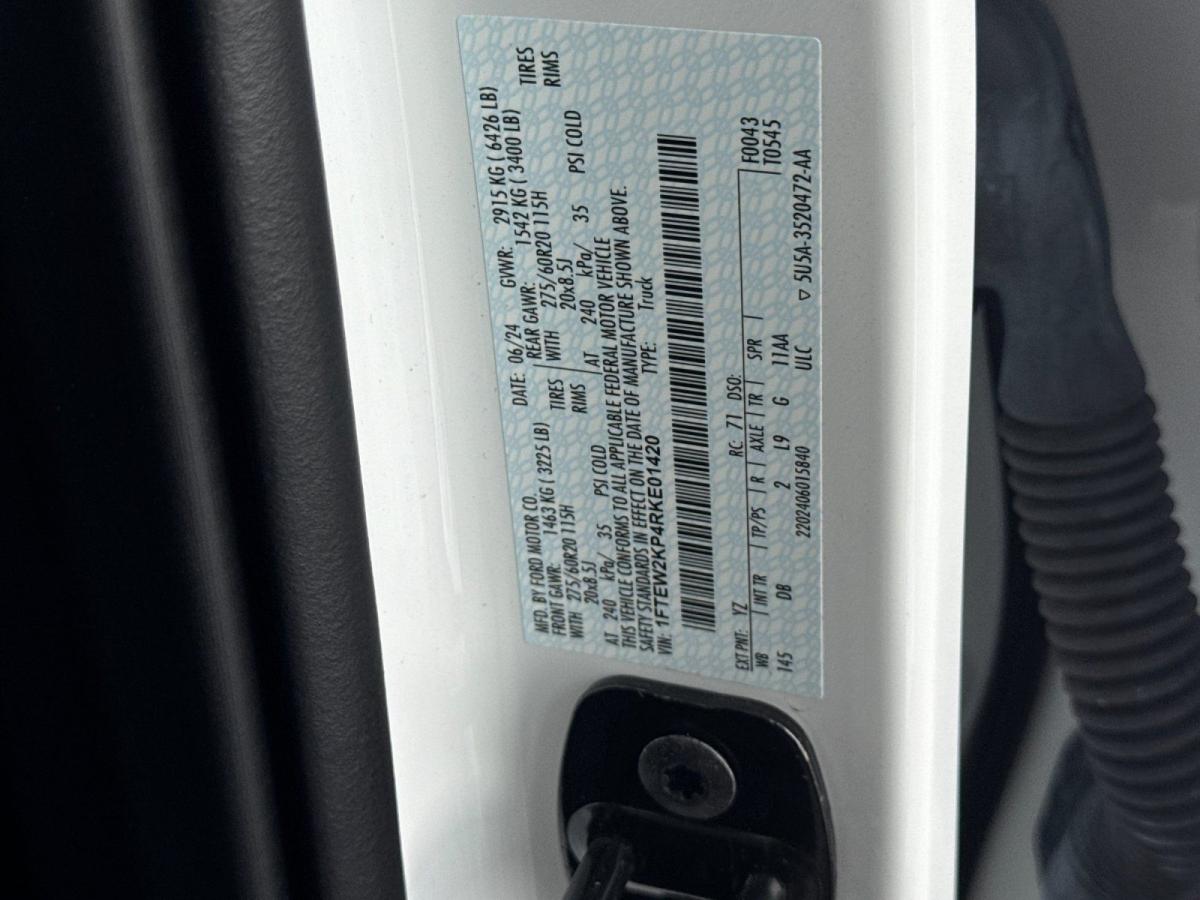 MFD. BY FORD MOTOR CO.
DATE: 06/24 GVWR: 2915 KG ( 6426 LB)
FRONT GAWR: 1463 KG ( 3225 LB) REAR GAWR: 1542 KG ( 3400 LB)
WITH 275/60R20 115H TIRES WITH 275/60R20 115H TIRES
20x8.5J RIMS 20x8.5J RIMS
AT 240 kPa/ 35 PSI COLD AT 240 kPa/ 35 PSI COLD
THIS VEHICLE CONFORMS TO ALL APPLICABLE FEDERAL MOTOR VEHICLE
SAFETY STANDARDS IN EFFECT ON THE DATE OF MANUFACTURE SHOWN ABOVE.
VIN: 1FTEW2KP4RKE01420 TYPE: Truck
EXT PNT: YZ RC: 71 DSO: F0043
WB INT TR TP/PS R AXLE TR SPR T0545
145 DB 2 L9 G 11AA
2202406015840 ULC ▽ 5U5A-3520472-AA